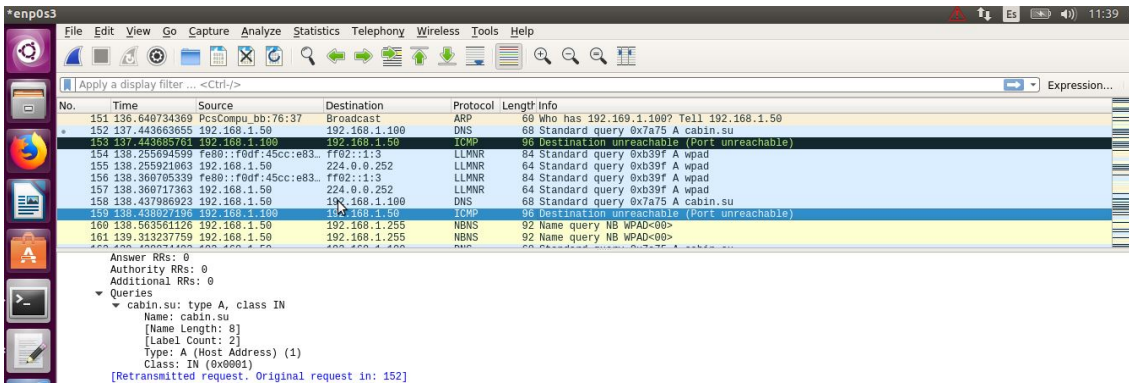 *enp0s3 Es 11:39
File Edit View Go Capture Analyze Statistics Telephony Wireless Tools Help
Apply a display filter ... <Ctrl-/> Expression...
No. Time Source Destination Protocol Length Info
151 136.640734369 PcsCompu_bb:76:37 Broadcast ARP 60 Who has 192.169.1.100? Tell 192.168.1.50
152 137.443663655 192.168.1.50 192.168.1.100 DNS 68 Standard query 0x7a75 A cabin.su
153 137.443685761 192.168.1.100 192.168.1.50 ICMP 96 Destination unreachable (Port unreachable)
154 138.255694599 fe80::f0df:45cc:e83… ff02::1:3 LLMNR 84 Standard query 0xb39f A wpad
155 138.255921063 192.168.1.50 224.0.0.252 LLMNR 64 Standard query 0xb39f A wpad
156 138.360705339 fe80::f0df:45cc:e83… ff02::1:3 LLMNR 84 Standard query 0xb39f A wpad
157 138.360717363 192.168.1.50 224.0.0.252 LLMNR 64 Standard query 0xb39f A wpad
158 138.437986923 192.168.1.50 192.168.1.100 DNS 68 Standard query 0x7a75 A cabin.su
159 138.438027196 192.168.1.100 192.168.1.50 ICMP 96 Destination unreachable (Port unreachable)
160 138.563561126 192.168.1.50 192.168.1.255 NBNS 92 Name query NB WPAD<00>
161 139.313237759 192.168.1.50 192.168.1.255 NBNS 92 Name query NB WPAD<00>
Answer RRs: 0
Authority RRs: 0
Additional RRs: 0
Queries
cabin.su: type A, class IN
Name: cabin.su
[Name Length: 8]
[Label Count: 2]
Type: A (Host Address) (1)
Class: IN (0x0001)
[Retransmitted request. Original request in: 152]